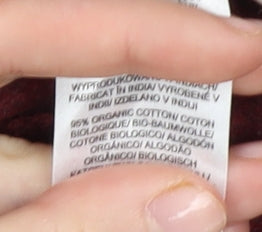 WYPRODUKOWANO W INDIACH/
FABRICAT ÎN INDIA/ VYROBENÉ V
INDII/ IZDELANO V INDIJI
95% ORGANIC COTTON/ COTON
BIOLOGIQUE/ BIO-BAUMWOLLE/
COTONE BIOLOGICO/ ALGODÓN
ORGÁNICO/ ALGODÃO
ORGÂNICO/ BIOLOGISCH